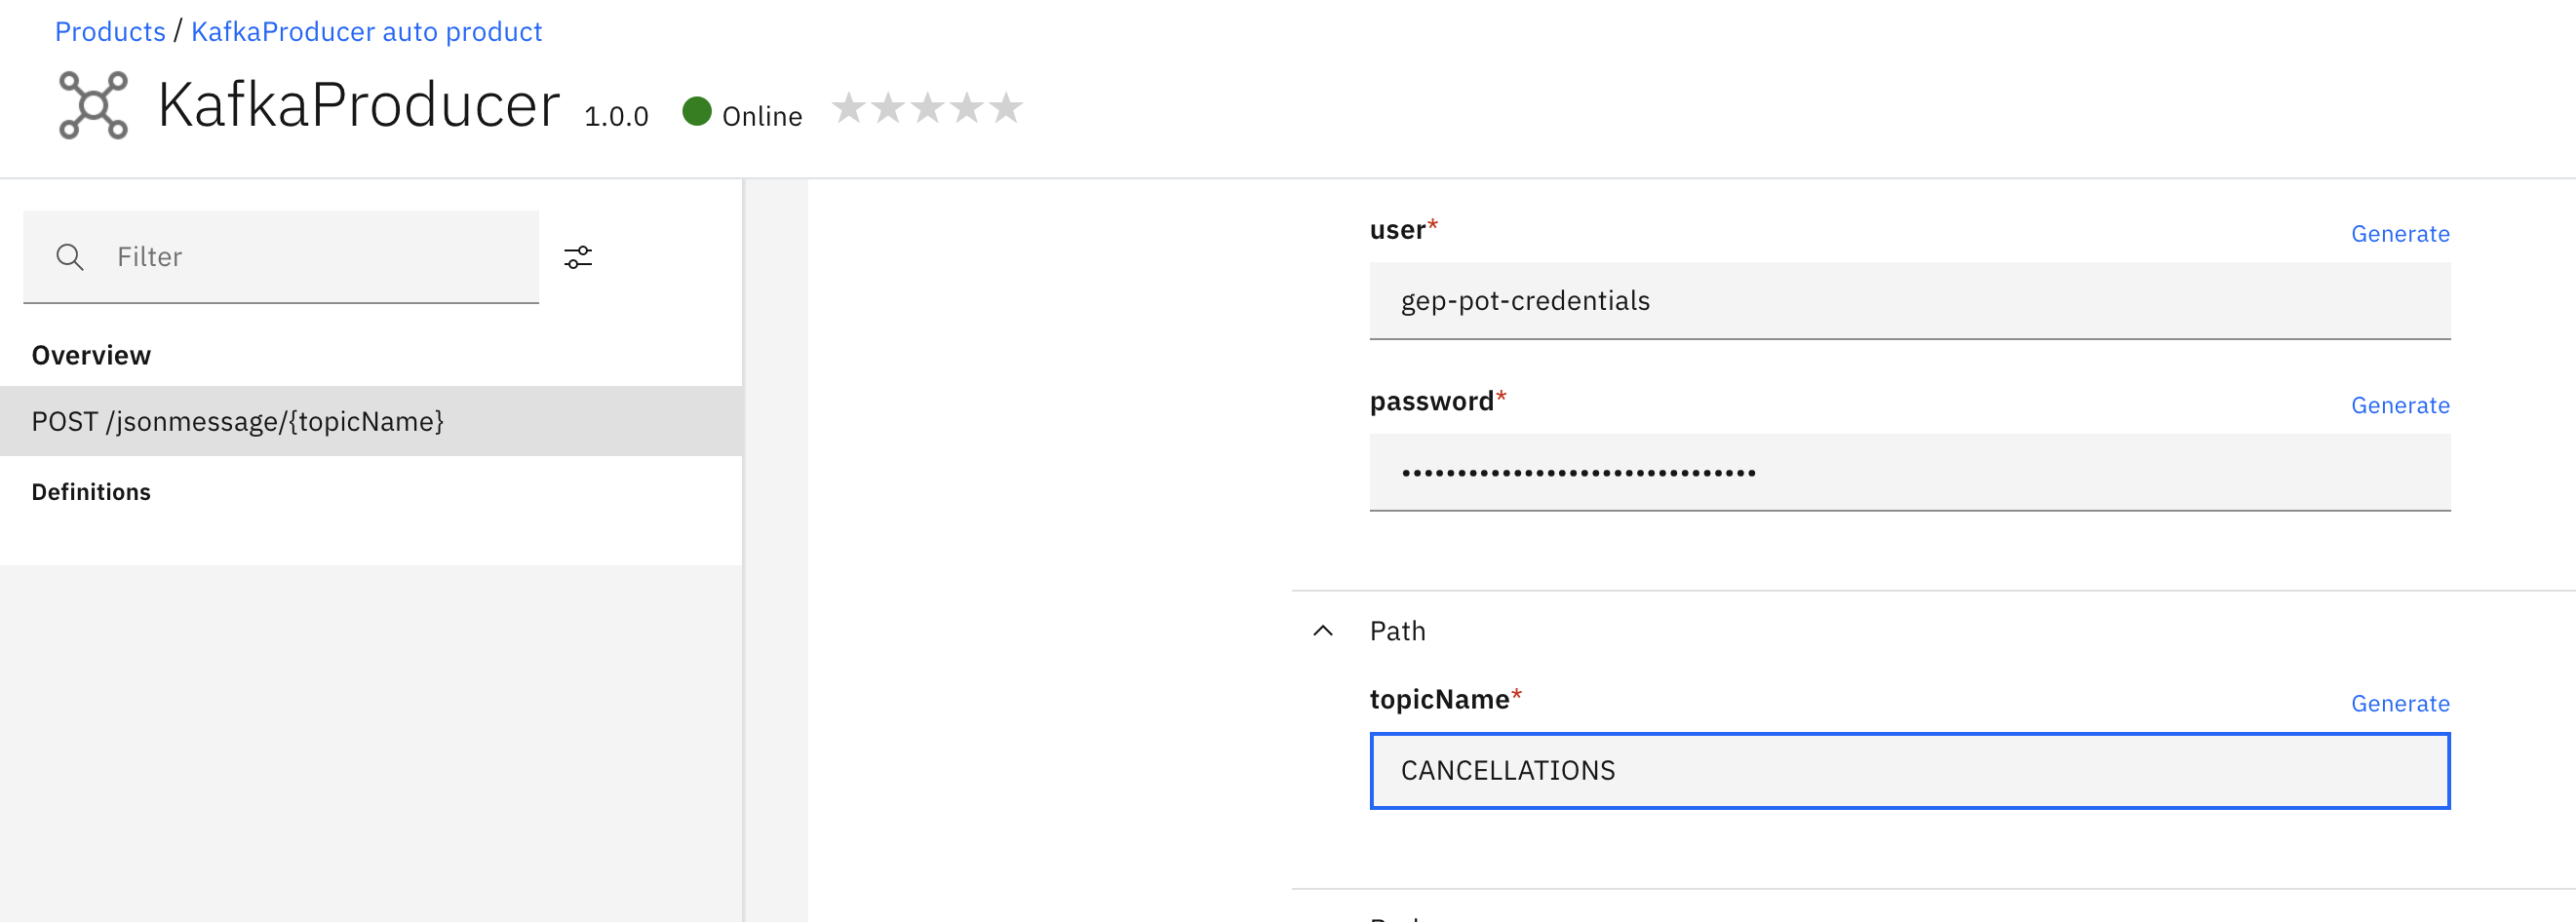 Products / KafkaProducer auto product
KafkaProducer 1.0.0 Online
Filter
Overview
POST /jsonmessage/{topicName}
Definitions
user* Generate
gep-pot-credentials
password* Generate
••••••••••••••••••••••••••••••••
Path
topicName* Generate
CANCELLATIONS